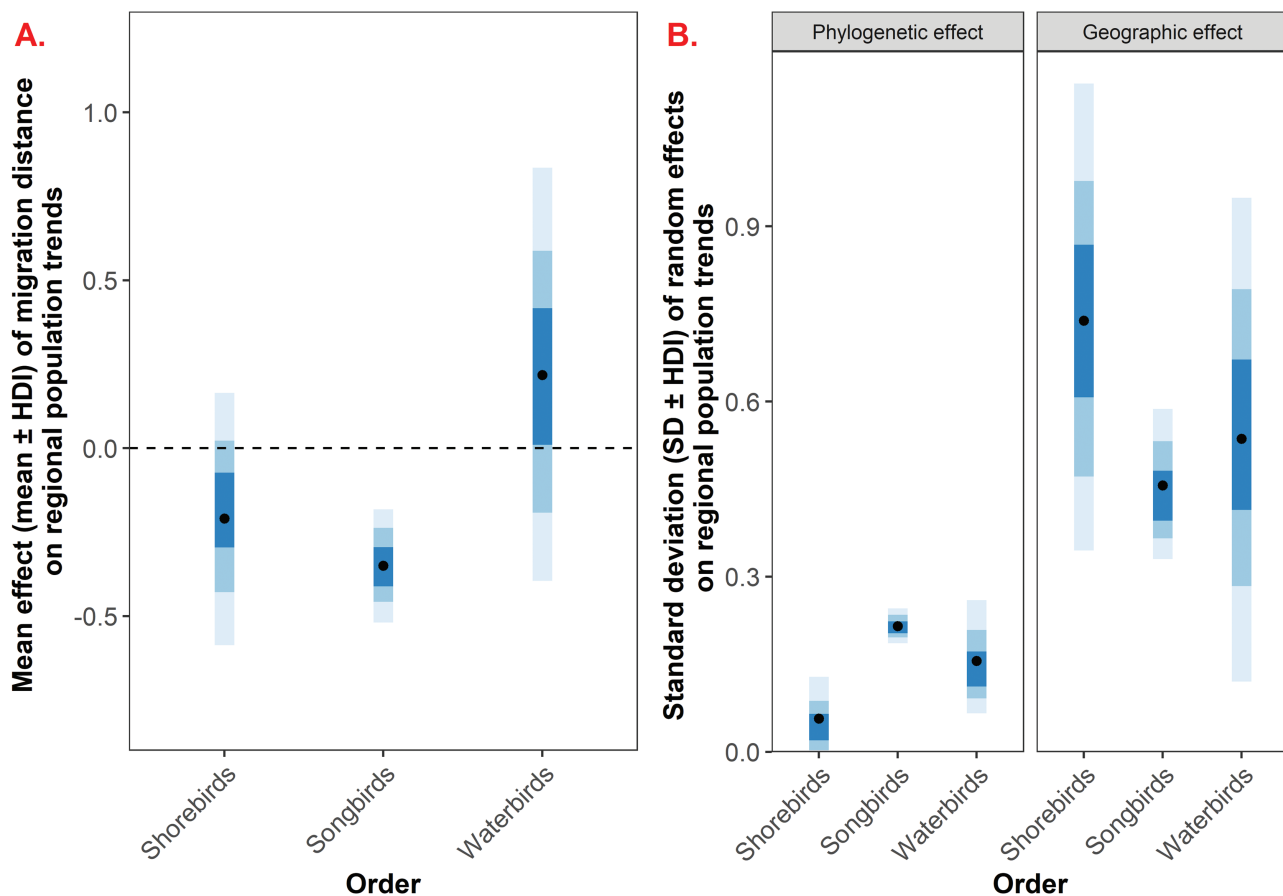 A.
Mean effect (mean ± HDI) of migration distance
on regional population trends
1.0
0.5
0.0
-0.5
Shorebirds
Songbirds
Waterbirds
Order
B.
Phylogenetic effect
Geographic effect
Standard deviation (SD ± HDI) of random effects
on regional population trends
0.9
0.6
0.3
0.0
Shorebirds
Songbirds
Waterbirds
Shorebirds
Songbirds
Waterbirds
Order